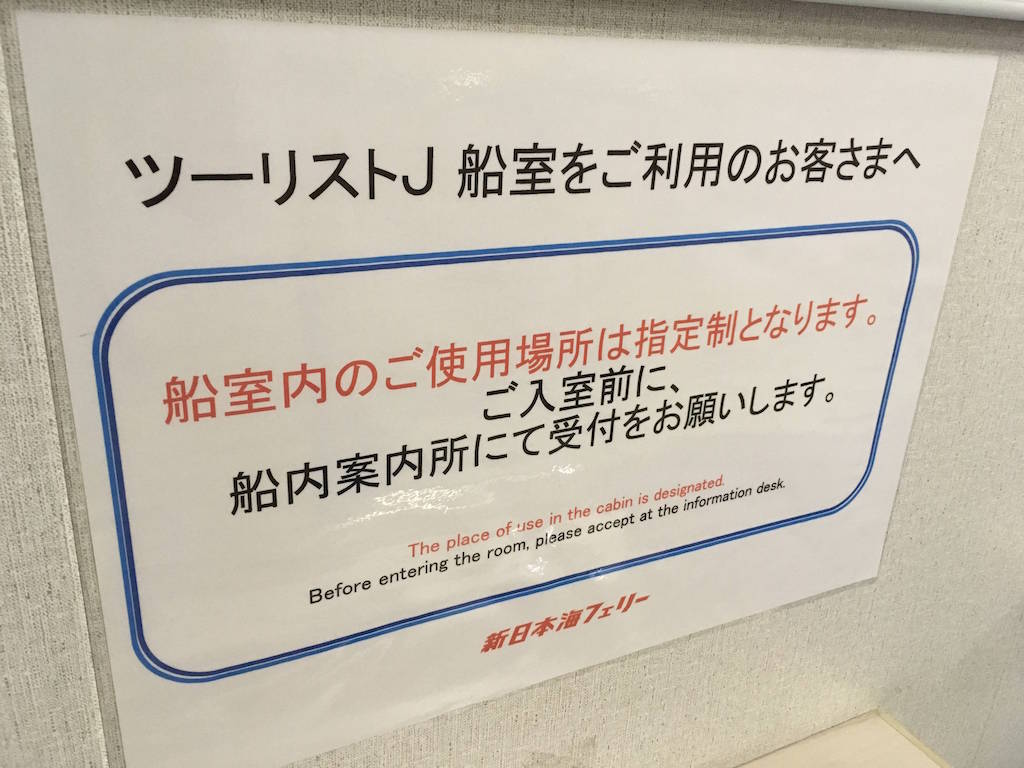 ツーリストJ 船室をご利用のお客さまへ
船室内のご使用場所は指定制となります。
ご入室前に、
船内案内所にて受付をお願いします。
The place of use in the cabin is designated.
Before entering the room, please accept at the information desk.
新日本海フェリー